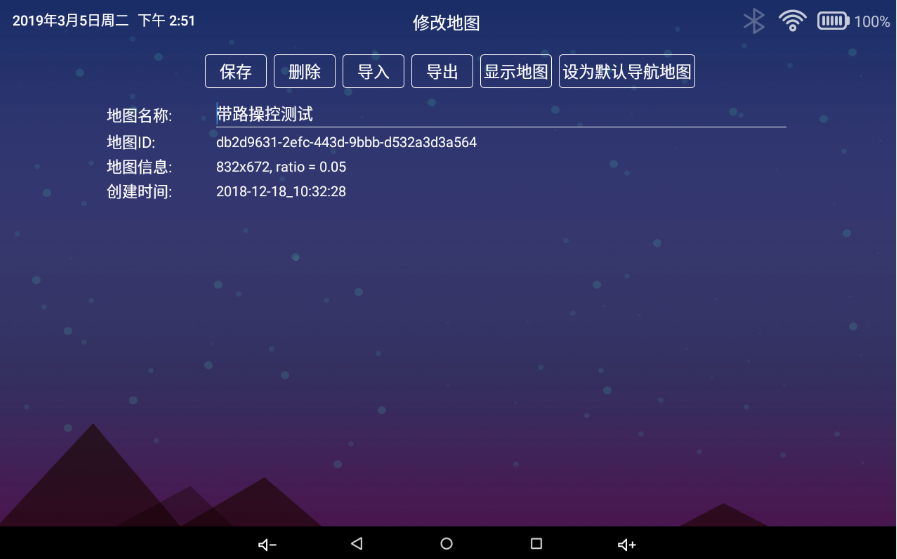 2019年3月5日周二 下午 2:51
修改地图
100%
保存 删除 导入 导出 显示地图 设为默认导航地图
地图名称: 带路操控测试
地图ID: db2d9631-2efc-443d-9bbb-d532a3d3a564
地图信息: 832x672, ratio = 0.05
创建时间: 2018-12-18_10:32:28